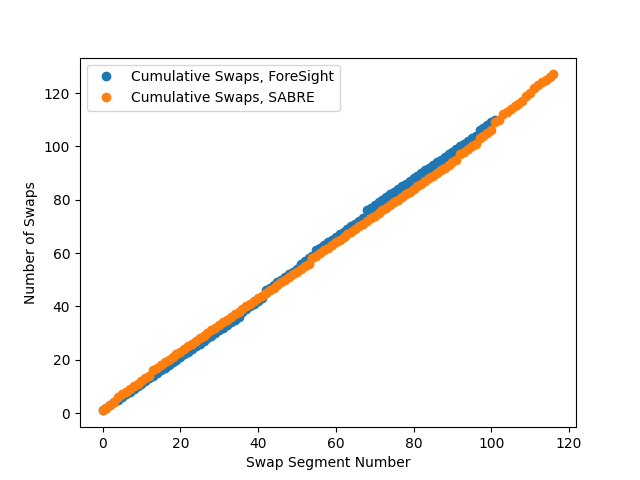 Cumulative Swaps, ForeSight
Cumulative Swaps, SABRE
Number of Swaps
120
100
80
60
40
20
0
0 20 40 60 80 100 120
Swap Segment Number